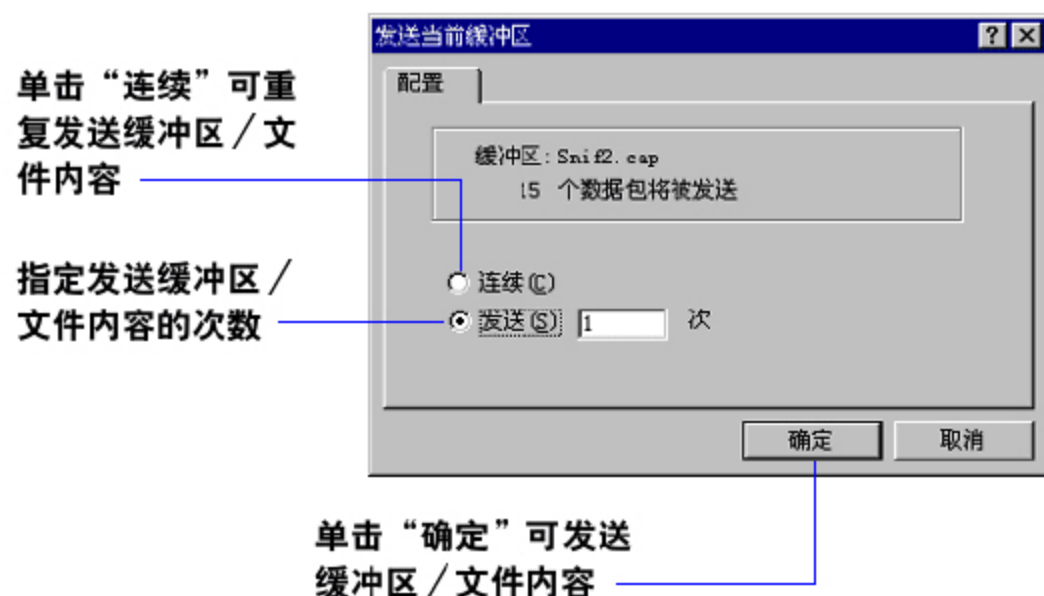 发送当前缓冲区
单击“连续”可重
复发送缓冲区／文
件内容
配置
缓冲区:Snif2.cap
15 个数据包将被发送
指定发送缓冲区／
文件内容的次数
连续(C)
发送(S) 1 次
确定 取消
单击“确定”可发送
缓冲区／文件内容